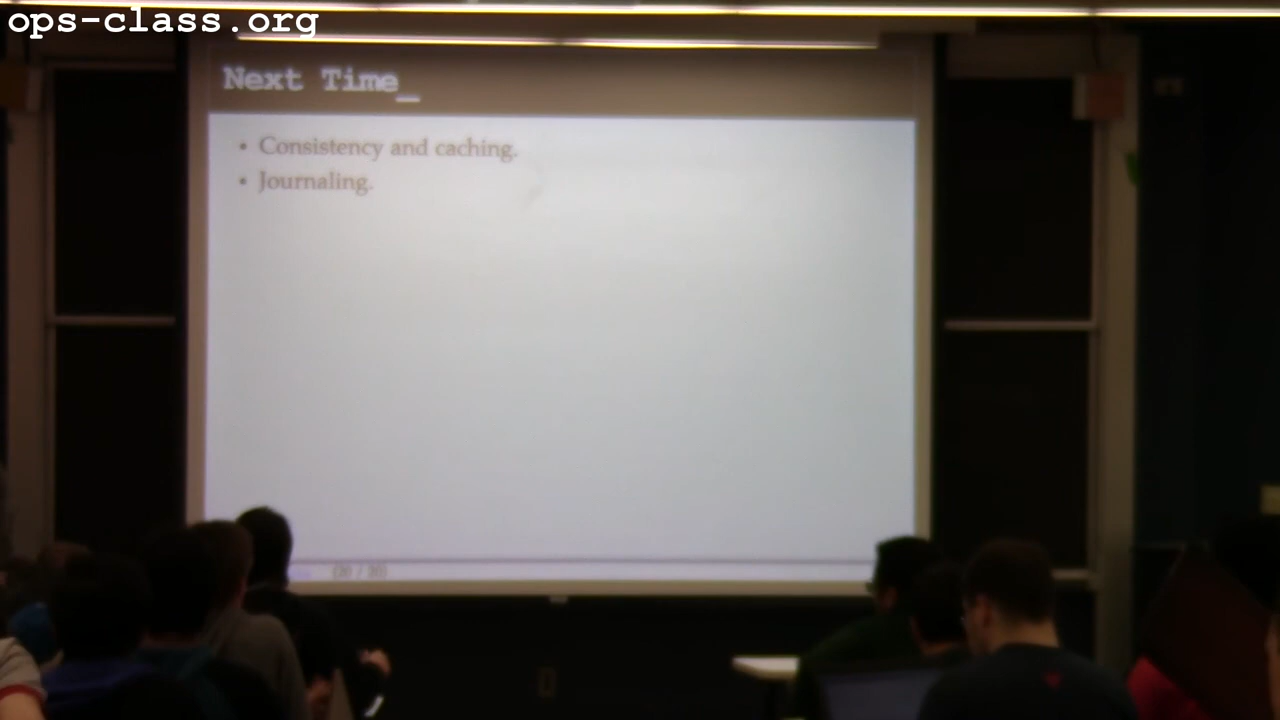 ops-class.org
Next Time_
• Consistency and caching.
• Journaling.